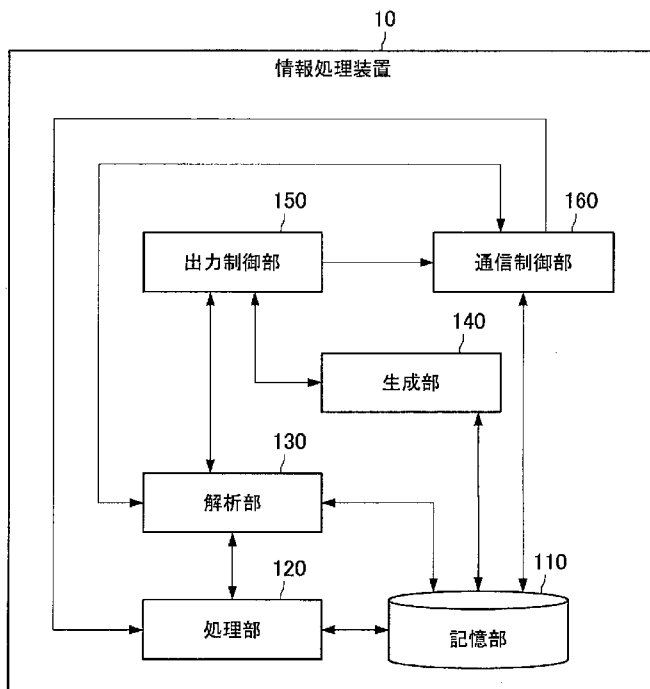 10
情報処理装置
150
出力制御部
160
通信制御部
140
生成部
130
解析部
120
処理部
110
記憶部